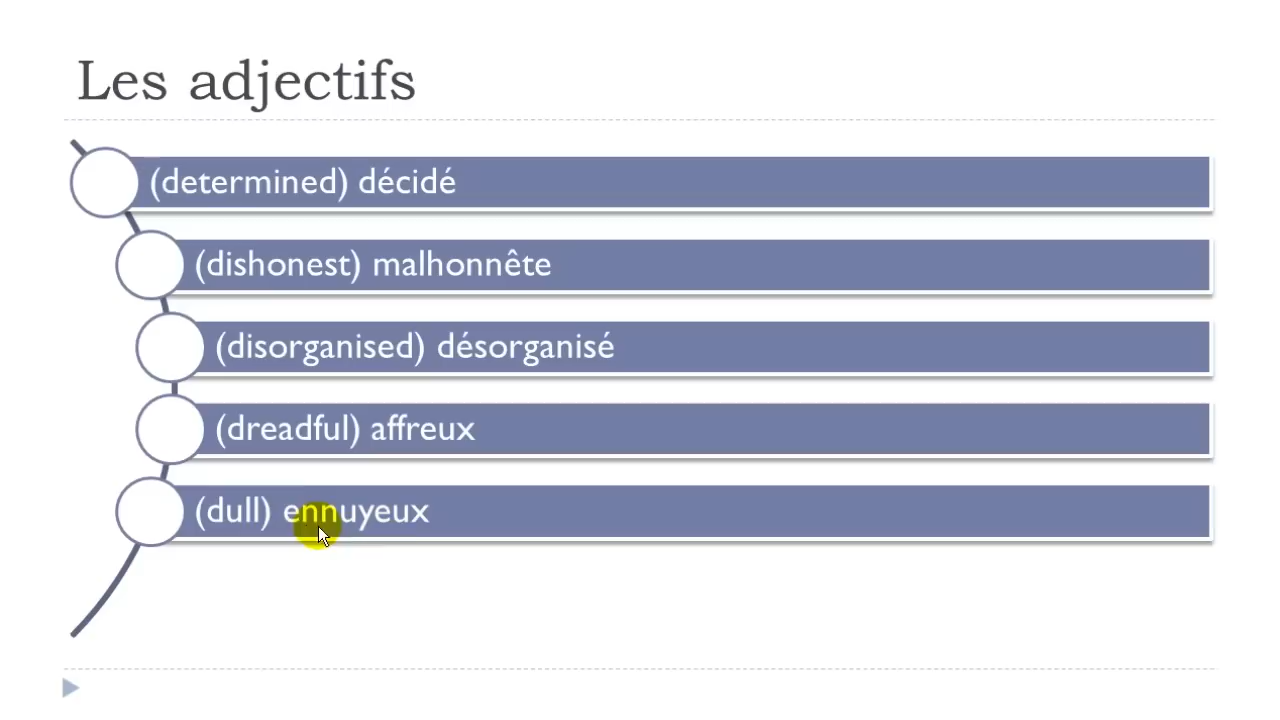 Les adjectifs
(determined) décidé
(dishonest) malhonnête
(disorganised) désorganisé
(dreadful) affreux
(dull) ennuyeux